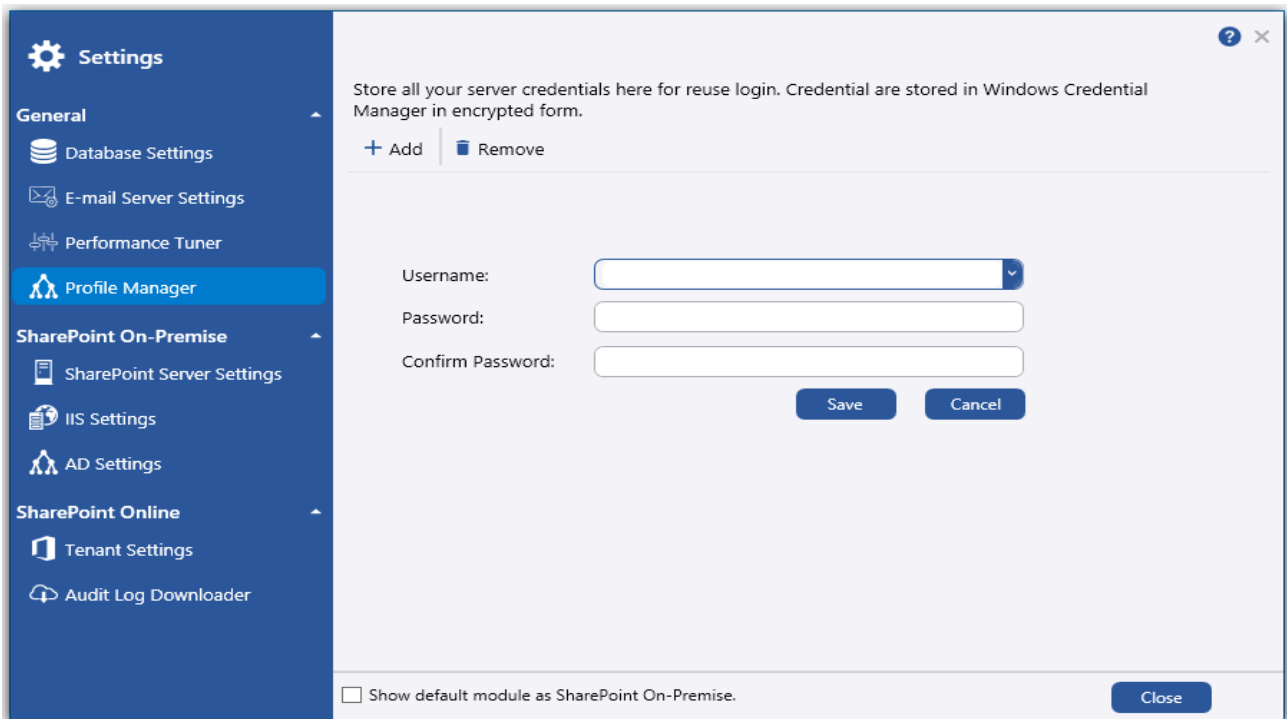 Settings
General
Database Settings
E-mail Server Settings
Performance Tuner
Profile Manager
SharePoint On-Premise
SharePoint Server Settings
IIS Settings
AD Settings
SharePoint Online
Tenant Settings
Audit Log Downloader
?
Store all your server credentials here for reuse login. Credential are stored in Windows Credential
Manager in encrypted form.
Add Remove
Username:
Password:
Confirm Password:
Save Cancel
Show default module as SharePoint On-Premise.
Close